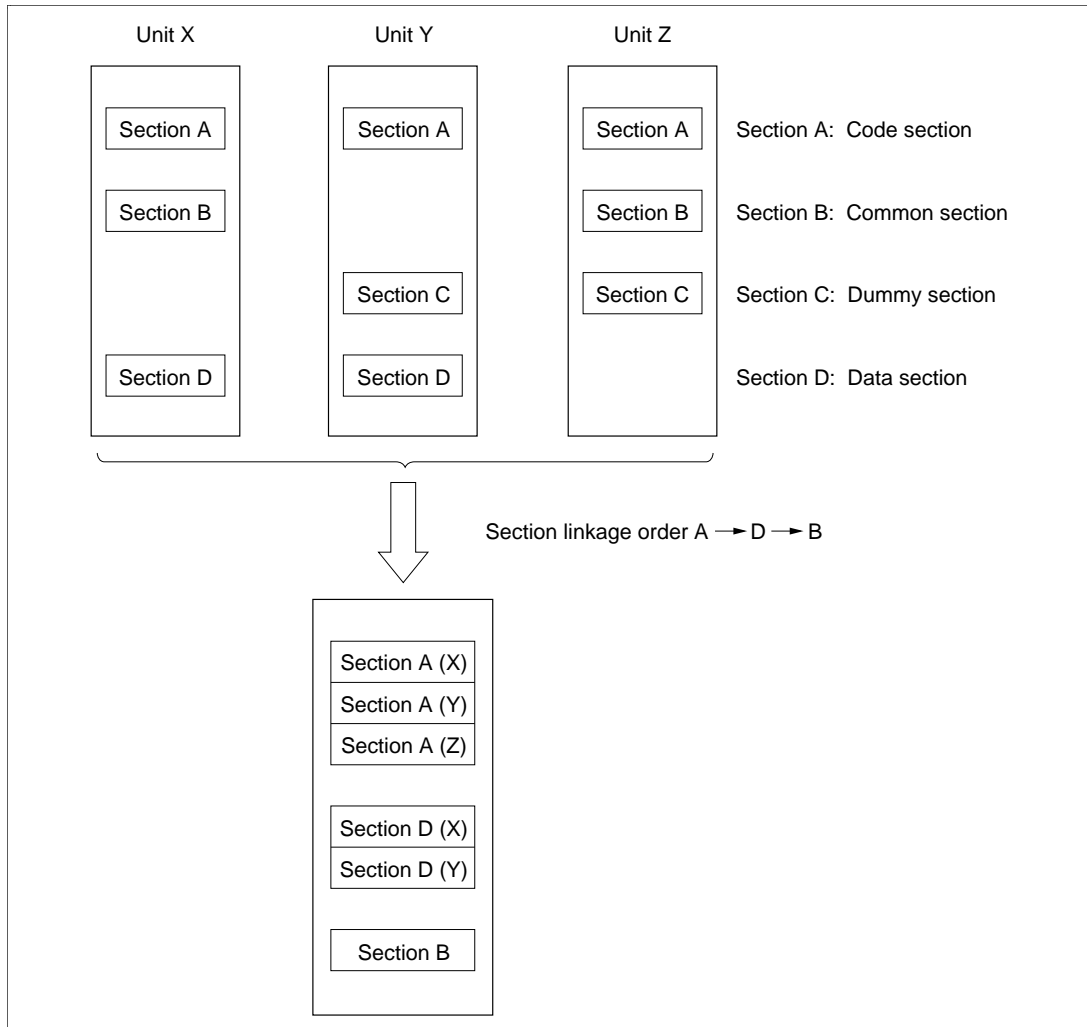 Unit X Unit Y Unit Z
Section A Section A Section A Section A: Code section
Section B Section B Section B: Common section
Section C Section C Section C: Dummy section
Section D Section D Section D: Data section
Section linkage order A → D → B
Section A (X)
Section A (Y)
Section A (Z)
Section D (X)
Section D (Y)
Section B